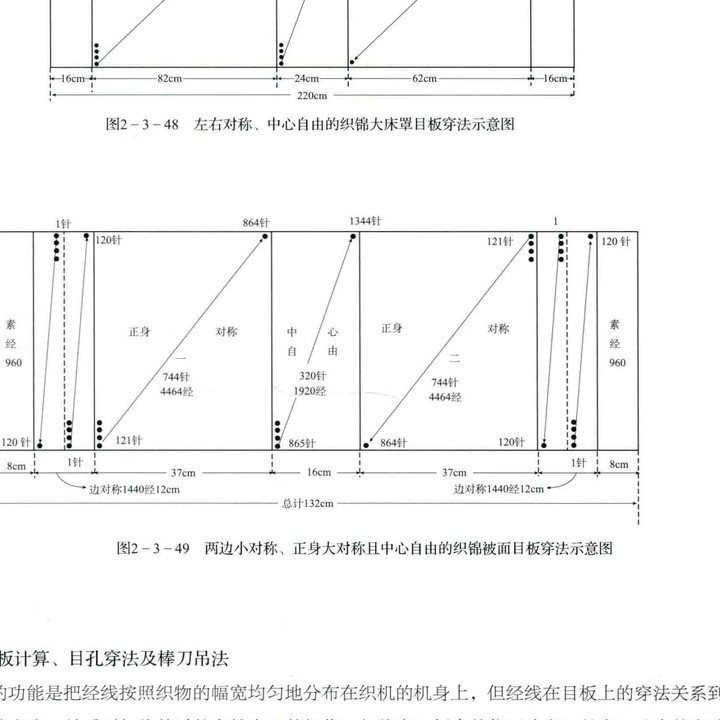 16cm 82cm 24cm 62cm 16cm
220cm
图2－3－48 左右对称、中心自由的织锦大床罩目板穿法示意图
1针 864针 1344针 1
120针 121针 120 针
素 正身 对称 中 心 正身 对称 素
经 自 由 经
960 一 二 960
744针 320针 744针
4464经 1920经 4464经
120 针 121针 865针 864针 120针
8cm 1针 37cm 16cm 37cm 1针 8cm
边对称1440经12cm 边对称1440经12cm
总计132cm
图2－3－49 两边小对称、正身大对称且中心自由的织锦被面目板穿法示意图
板计算、目孔穿法及棒刀吊法
的功能是把经线按照织物的幅宽均匀地分布在织机的机身上，但经线在目板上的穿法关系到